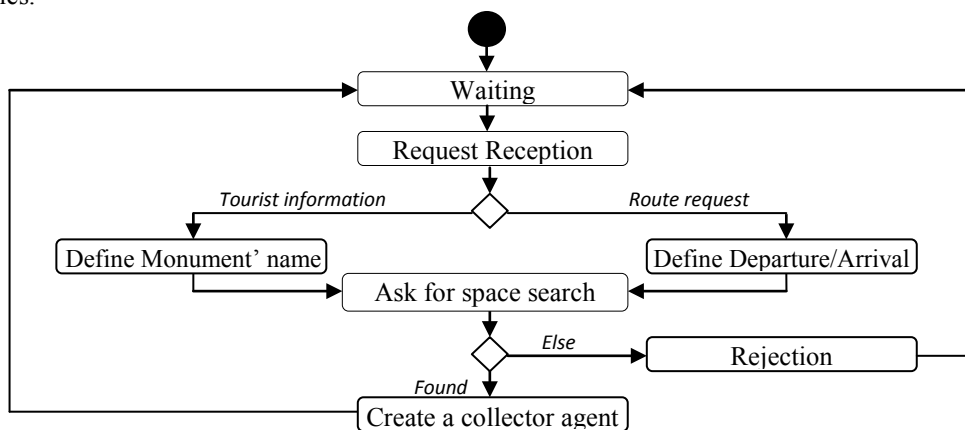 Waiting
Request Reception
Tourist information
Route request
Define Monument' name
Define Departure/Arrival
Ask for space search
Else
Rejection
Found
Create a collector agent